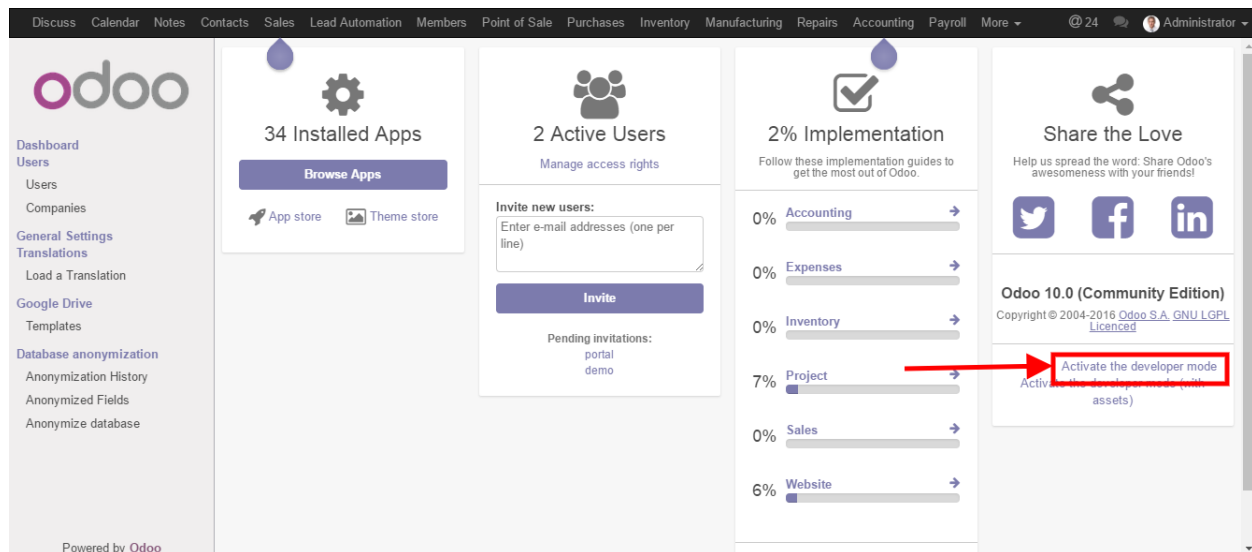 Discuss Calendar Notes Contacts Sales Lead Automation Members Point of Sale Purchases Inventory Manufacturing Repairs Accounting Payroll More @ 24 Administrator
odoo
Dashboard
Users
Users
Companies
General Settings
Translations
Load a Translation
Google Drive
Templates
Database anonymization
Anonymization History
Anonymized Fields
Anonymize database
Powered by Odoo
34 Installed Apps
Browse Apps
App store Theme store
2 Active Users
Manage access rights
Invite new users:
Enter e-mail addresses (one per
line)
Invite
Pending invitations:
portal
demo
2% Implementation
Follow these implementation guides to
get the most out of Odoo.
0% Accounting
0% Expenses
0% Inventory
7% Project
0% Sales
6% Website
Share the Love
Help us spread the word: Share Odoo's
awesomeness with your friends!
Odoo 10.0 (Community Edition)
Copyright © 2004-2016 Odoo S.A. GNU LGPL
Licenced
Activate the developer mode
Activate the developer mode (with
assets)